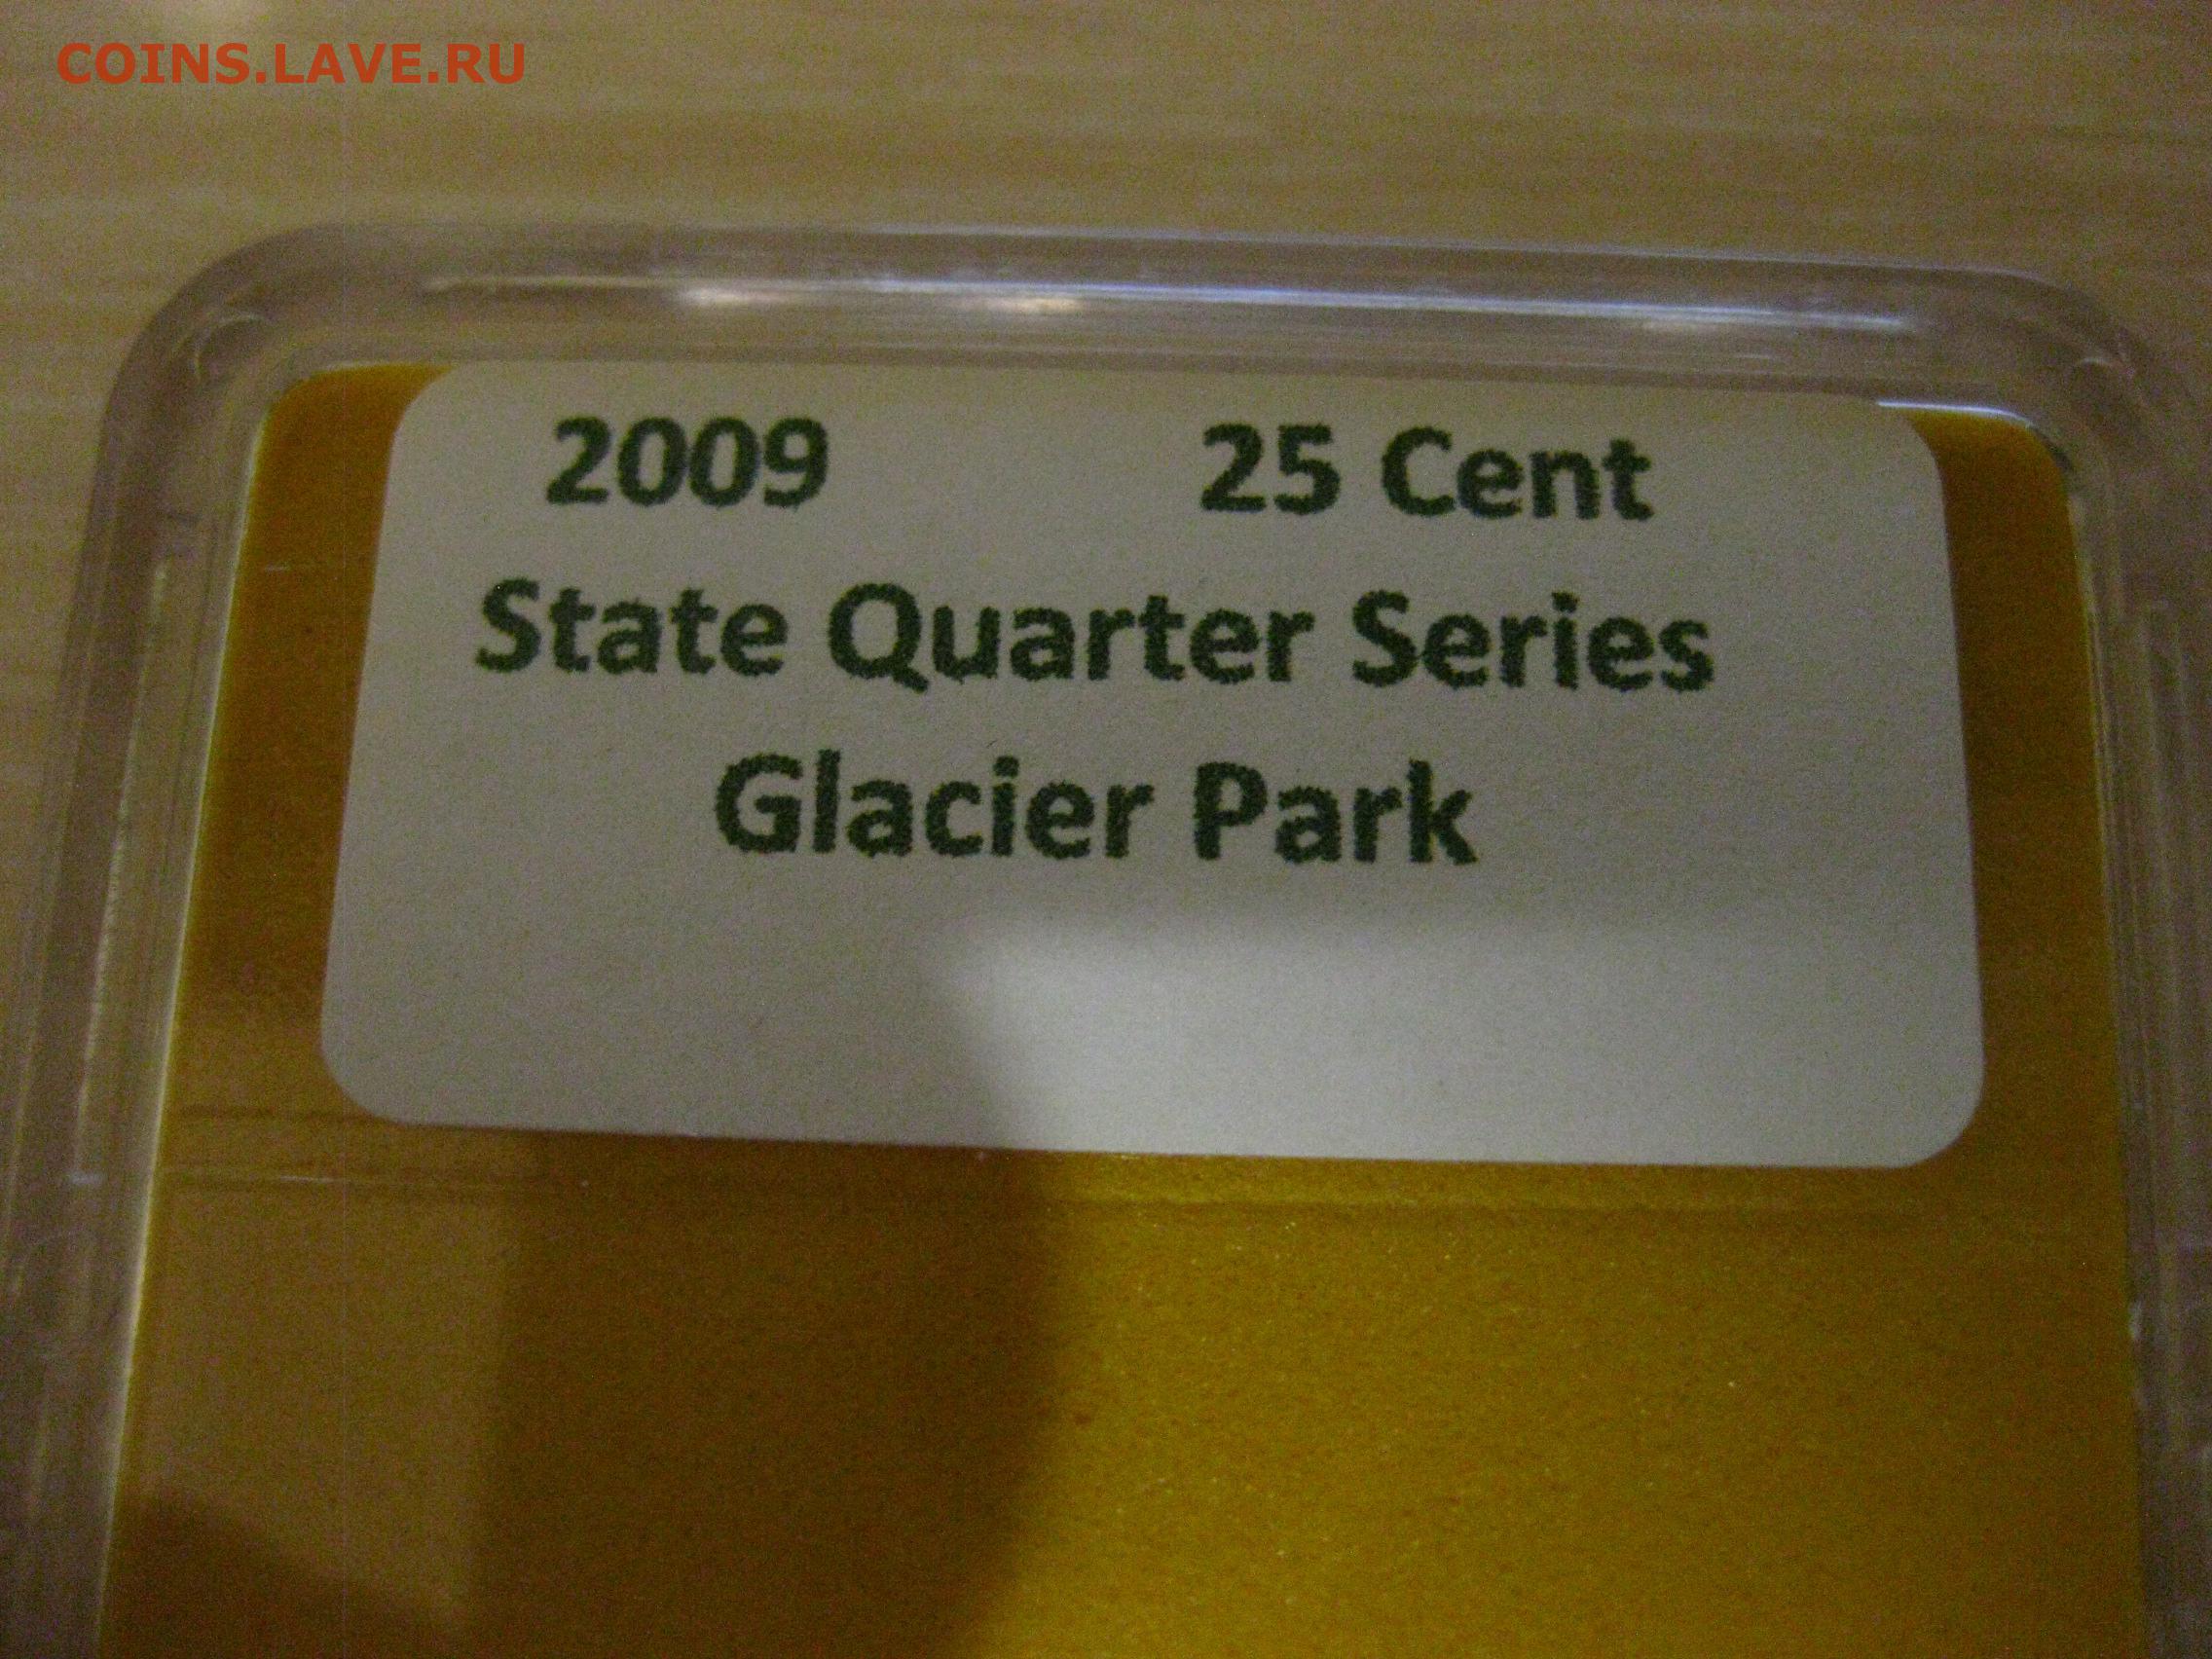 COINS.LAVE.RU
2009 25 Cent
State Quarter Series
Glacier Park